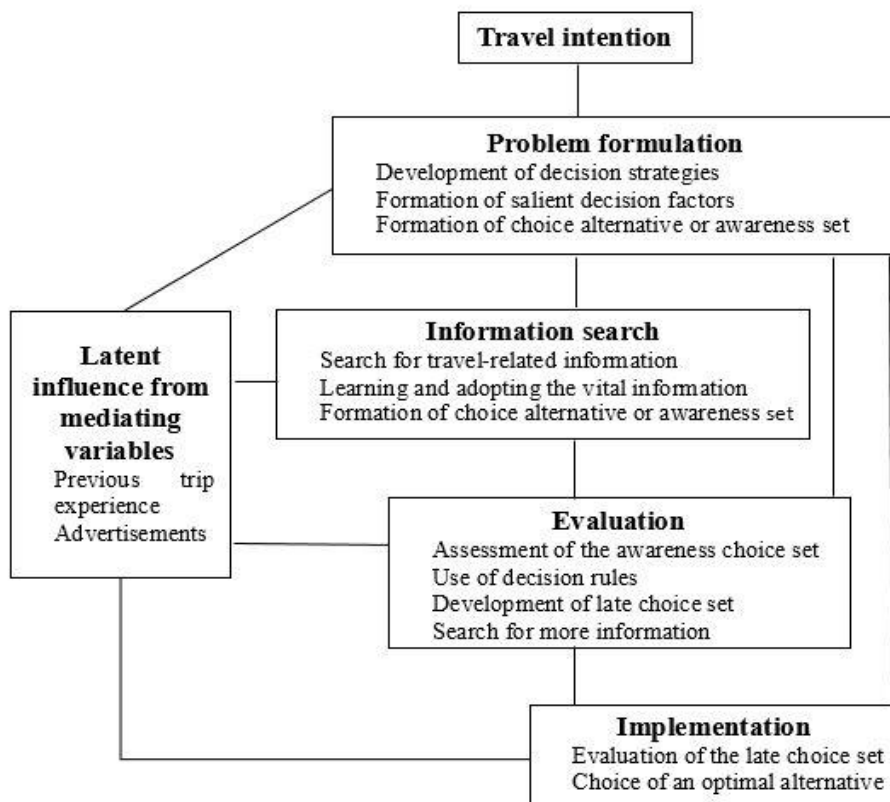 Travel intention
Problem formulation
Development of decision strategies
Formation of salient decision factors
Formation of choice alternative or awareness set
Information search
Search for travel-related information
Learning and adopting the vital information
Formation of choice alternative or awareness set
Latent
influence from
mediating
variables
Previous trip
experience
Advertisements
Evaluation
Assessment of the awareness choice set
Use of decision rules
Development of late choice set
Search for more information
Implementation
Evaluation of the late choice set
Choice of an optimal alternative